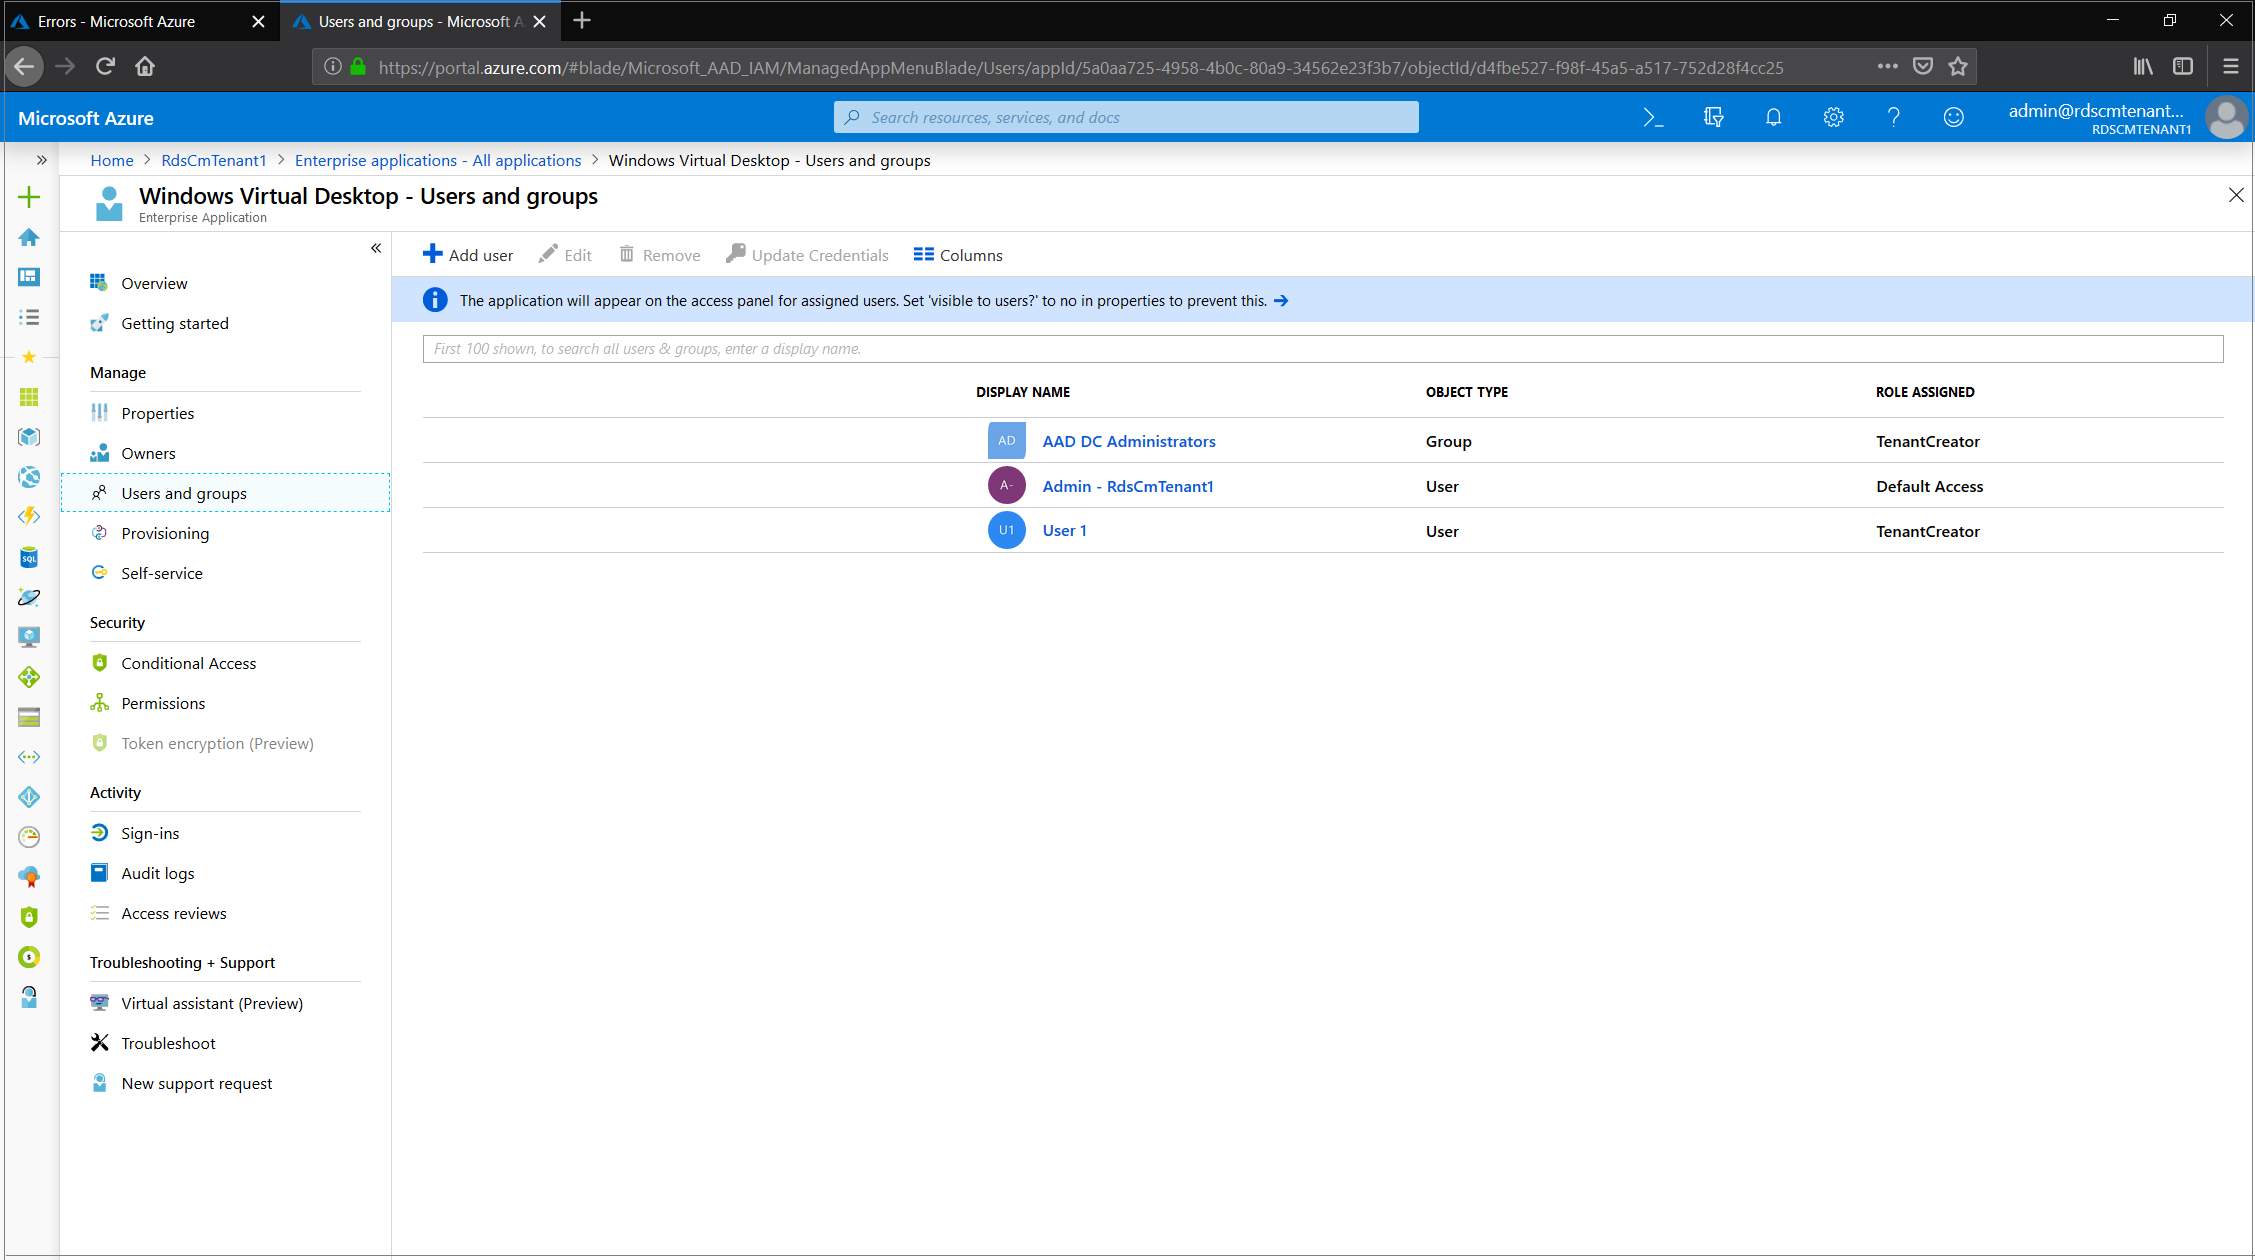 Errors - Microsoft Azure
Users and groups - Microsoft A
https://portal.azure.com/#blade/Microsoft_AAD_IAM/ManagedAppMenuBlade/Users/appId/5a0aa725-4958-4b0c-80a9-34562e23f3b7/objectId/d4fbe527-f98f-45a5-a517-752d28f4cc25
Microsoft Azure
Search resources, services, and docs
admin@rdscmtenant...
RDSCMTENANT1
Home > RdsCmTenant1 > Enterprise applications - All applications > Windows Virtual Desktop - Users and groups
Windows Virtual Desktop - Users and groups
Enterprise Application
Overview
Getting started
Manage
Properties
Owners
Users and groups
Provisioning
Self-service
Security
Conditional Access
Permissions
Token encryption (Preview)
Activity
Sign-ins
Audit logs
Access reviews
Troubleshooting + Support
Virtual assistant (Preview)
Troubleshoot
New support request
Add user Edit Remove Update Credentials Columns
The application will appear on the access panel for assigned users. Set 'visible to users?' to no in properties to prevent this.
First 100 shown, to search all users & groups, enter a display name.
DISPLAY NAME OBJECT TYPE ROLE ASSIGNED
AD AAD DC Administrators Group TenantCreator
A- Admin - RdsCmTenant1 User Default Access
U1 User 1 User TenantCreator
SQL